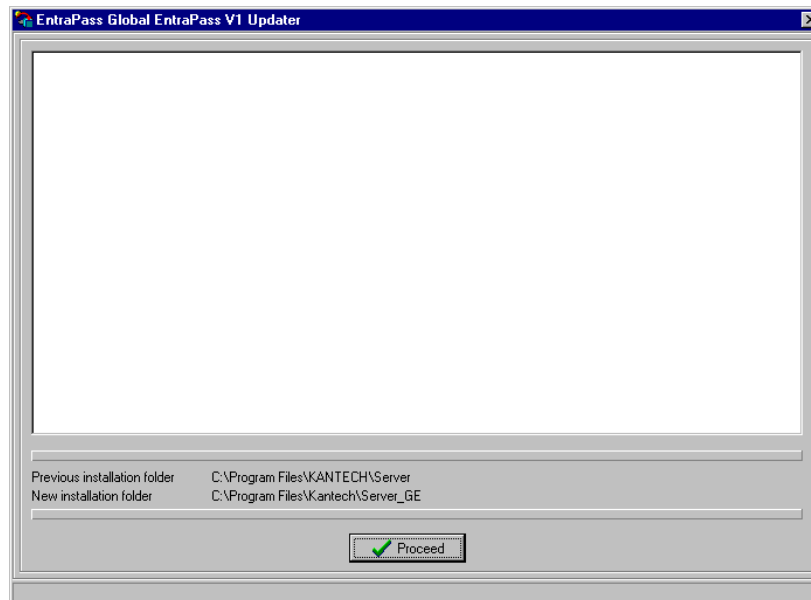 EntraPass Global EntraPass V1 Updater
Previous installation folder C:\Program Files\KANTECH\Server
New installation folder C:\Program Files\Kantech\Server_GE
Proceed